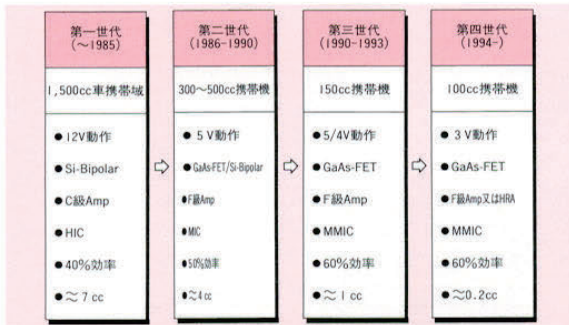 第一世代
(～1985)
1,500cc車携帯域
●12V動作
●Si-Bipolar
●C級Amp
●HIC
●40%効率
●≈7cc
⇨
第二世代
(1986-1990)
300～500cc携帯機
●5V動作
●GaAs-FET/Si-Bipolar
●F級Amp
●MIC
●50%効率
●≈4cc
⇨
第三世代
(1990-1993)
150cc携帯機
●5/4V動作
●GaAs-FET
●F級Amp
●MMIC
●60%効率
●≈1cc
⇨
第四世代
(1994-)
100cc携帯機
●3V動作
●GaAs-FET
●F級Amp又はHRA
●MMIC
●60%効率
●≈0.2cc